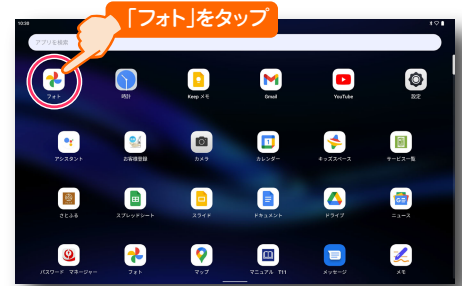 「フォト」をタップ
10:30
アプリを検索
フォト
時計
Keep メモ
Gmail
YouTube
設定
アシスタント
お客様登録
カメラ
カレンダー
キッズスペース
サービス一覧
さとふる
スプレッドシート
スライド
ドキュメント
ドライブ
ニュース
パスワード マネージャー
フォト
マップ
マニュアル T11
メッセージ
メモ